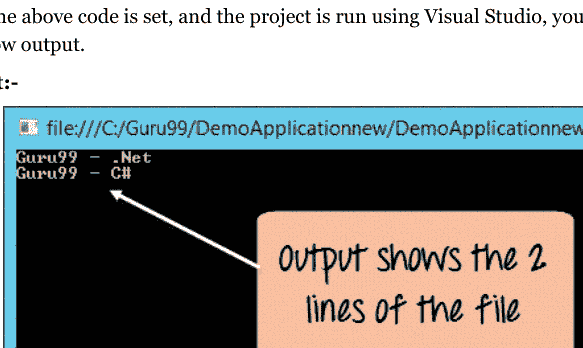 he above code is set, and the project is run using Visual Studio, you
ow output.
t:-
file:///C:/Guru99/DemoApplicationnew/DemoApplicationnew
Guru99 - .Net
Guru99 - C#
Output shows the 2
lines of the file